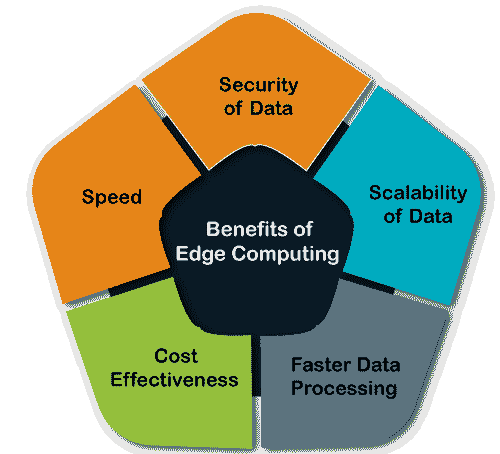 Security
of Data
Speed
Scalability
of Data
Benefits of
Edge Computing
Cost
Effectiveness
Faster Data
Processing